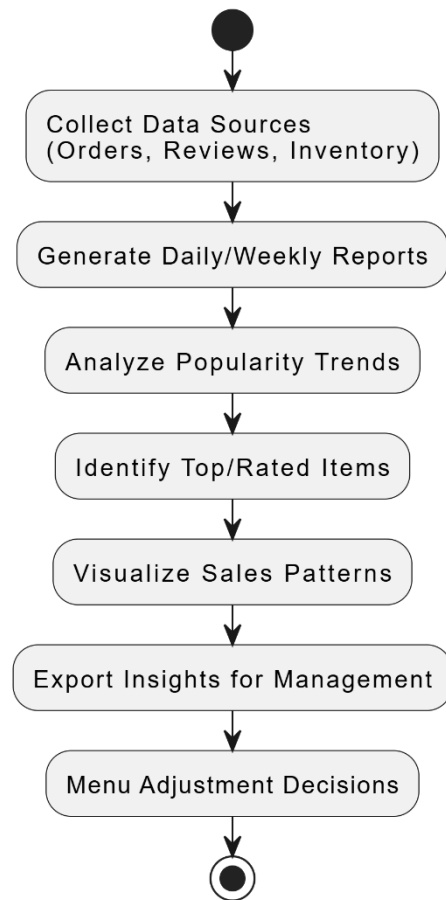 Collect Data Sources
(Orders, Reviews, Inventory)
Generate Daily/Weekly Reports
Analyze Popularity Trends
Identify Top/Rated Items
Visualize Sales Patterns
Export Insights for Management
Menu Adjustment Decisions